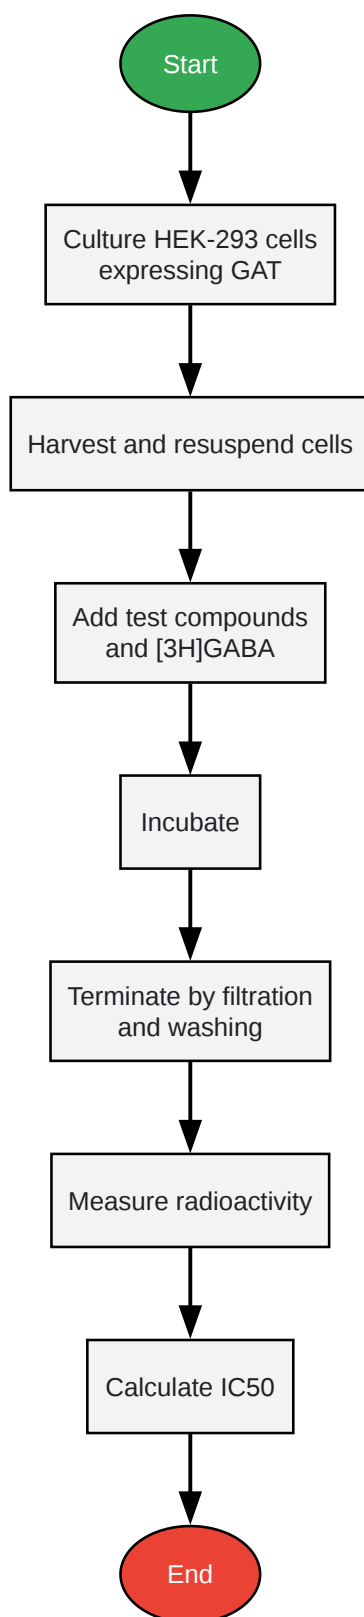 Start
Culture HEK-293 cells
expressing GAT
Harvest and resuspend cells
Add test compounds
and [3H]GABA
Incubate
Terminate by filtration
and washing
Measure radioactivity
Calculate IC50
End